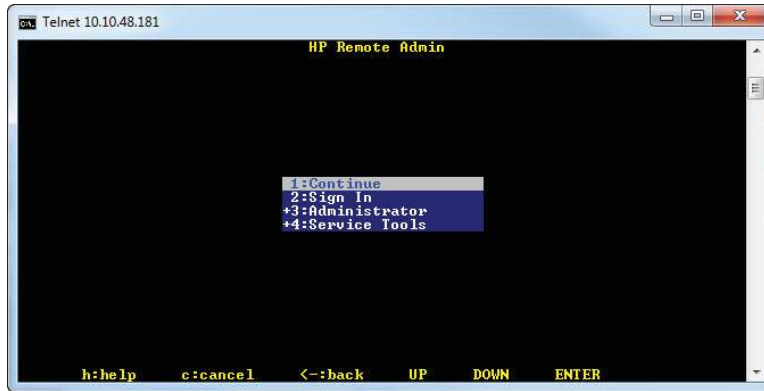 Telnet 10.10.48.181
HP Remote Admin
1:Continue
2:Sign In
+3:Administrator
+4:Service Tools
h:help c:cancel <-:back UP DOWN ENTER